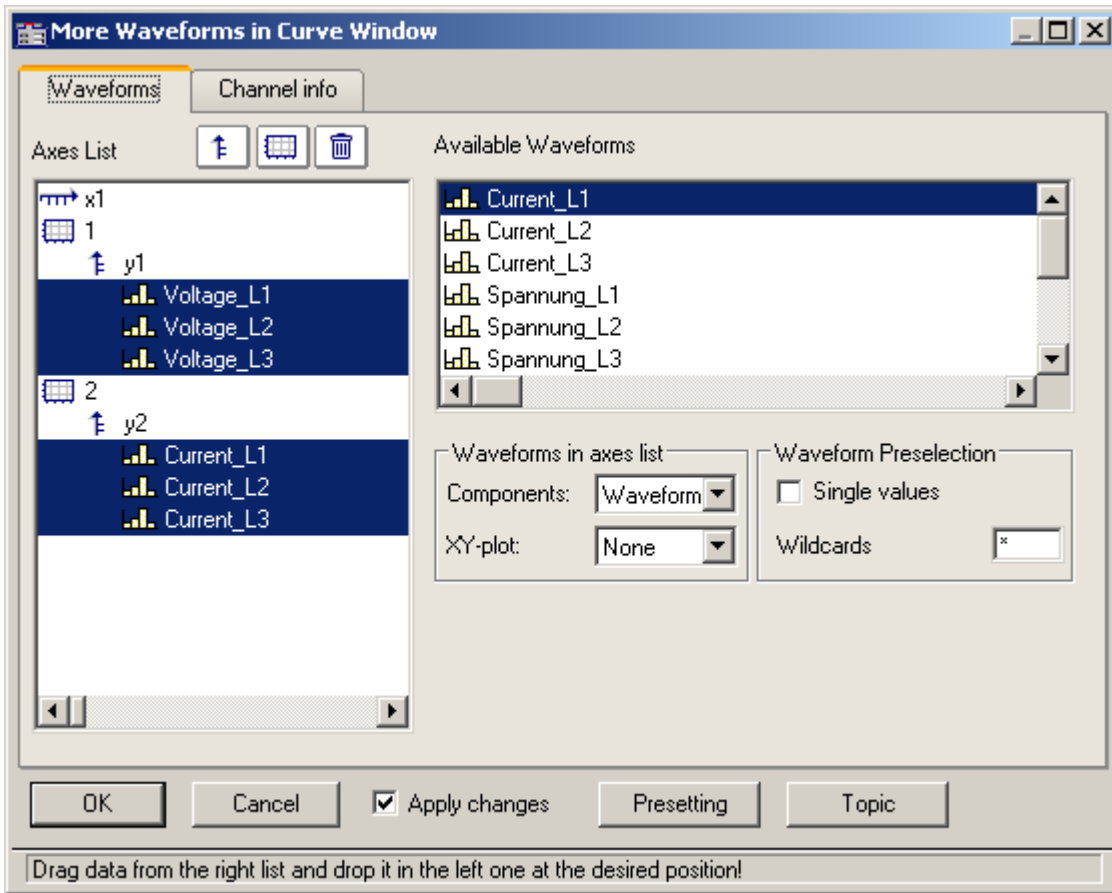 More Waveforms in Curve Window
Waveforms
Channel info
Axes List
Available Waveforms
x1
1
y1
Voltage_L1
Voltage_L2
Voltage_L3
2
y2
Current_L1
Current_L2
Current_L3
Current_L1
Current_L2
Current_L3
Spannung_L1
Spannung_L2
Spannung_L3
Waveforms in axes list
Components: Waveform
XY-plot: None
Waveform Preselection
Single values
Wildcards *
OK Cancel Apply changes Presetting Topic
Drag data from the right list and drop it in the left one at the desired position!